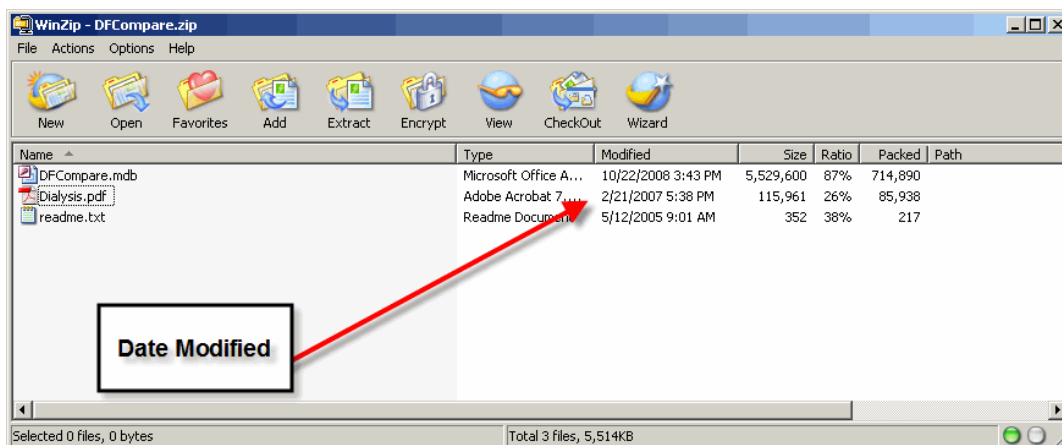 WinZip - DFCompare.zip
File Actions Options Help
New Open Favorites Add Extract Encrypt View CheckOut Wizard
Name Type Modified Size Ratio Packed Path
DFCompare.mdb Microsoft Office A... 10/22/2008 3:43 PM 5,529,600 87% 714,890
Dialysis.pdf Adobe Acrobat 7.... 2/21/2007 5:38 PM 115,961 26% 85,938
readme.txt Readme Document 5/12/2005 9:01 AM 352 38% 217
Date Modified
Selected 0 files, 0 bytes Total 3 files, 5,514KB